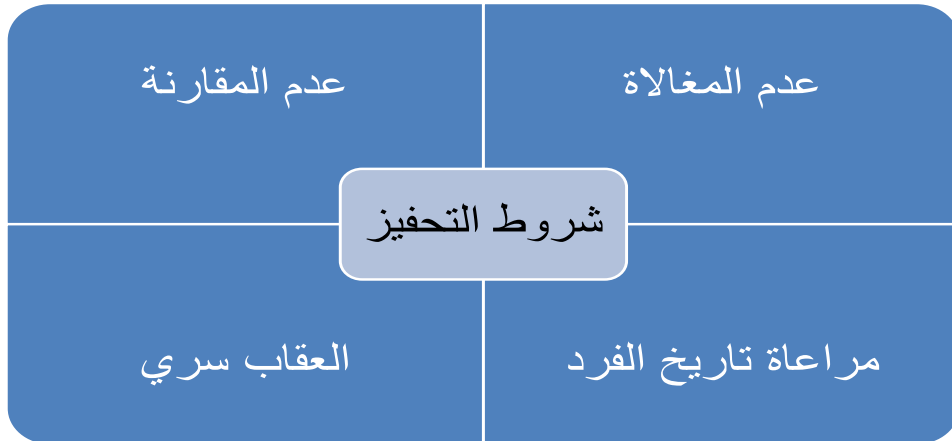 عدم المغالاة
عدم المقارنة
شروط التحفيز
مراعاة تاريخ الفرد
العقاب سري